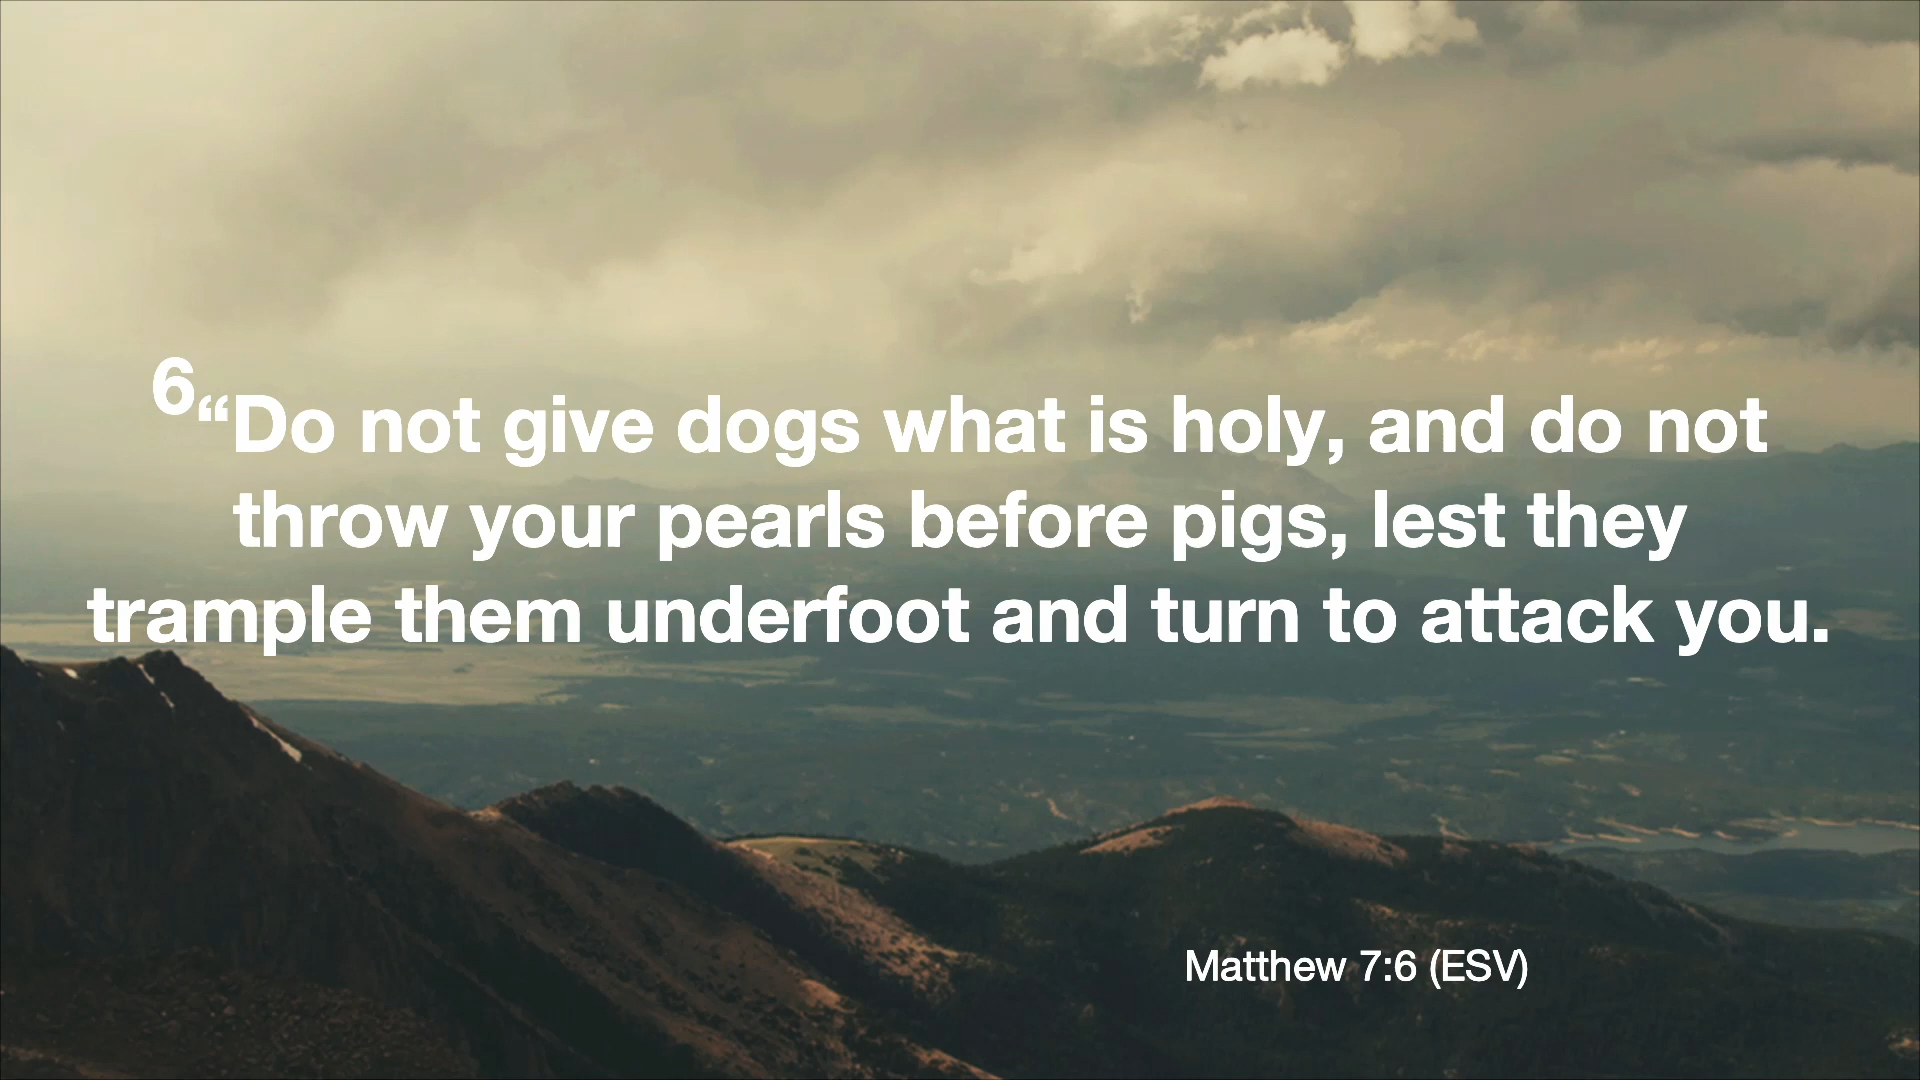 6“Do not give dogs what is holy, and do not
throw your pearls before pigs, lest they
trample them underfoot and turn to attack you.
Matthew 7:6 (ESV)